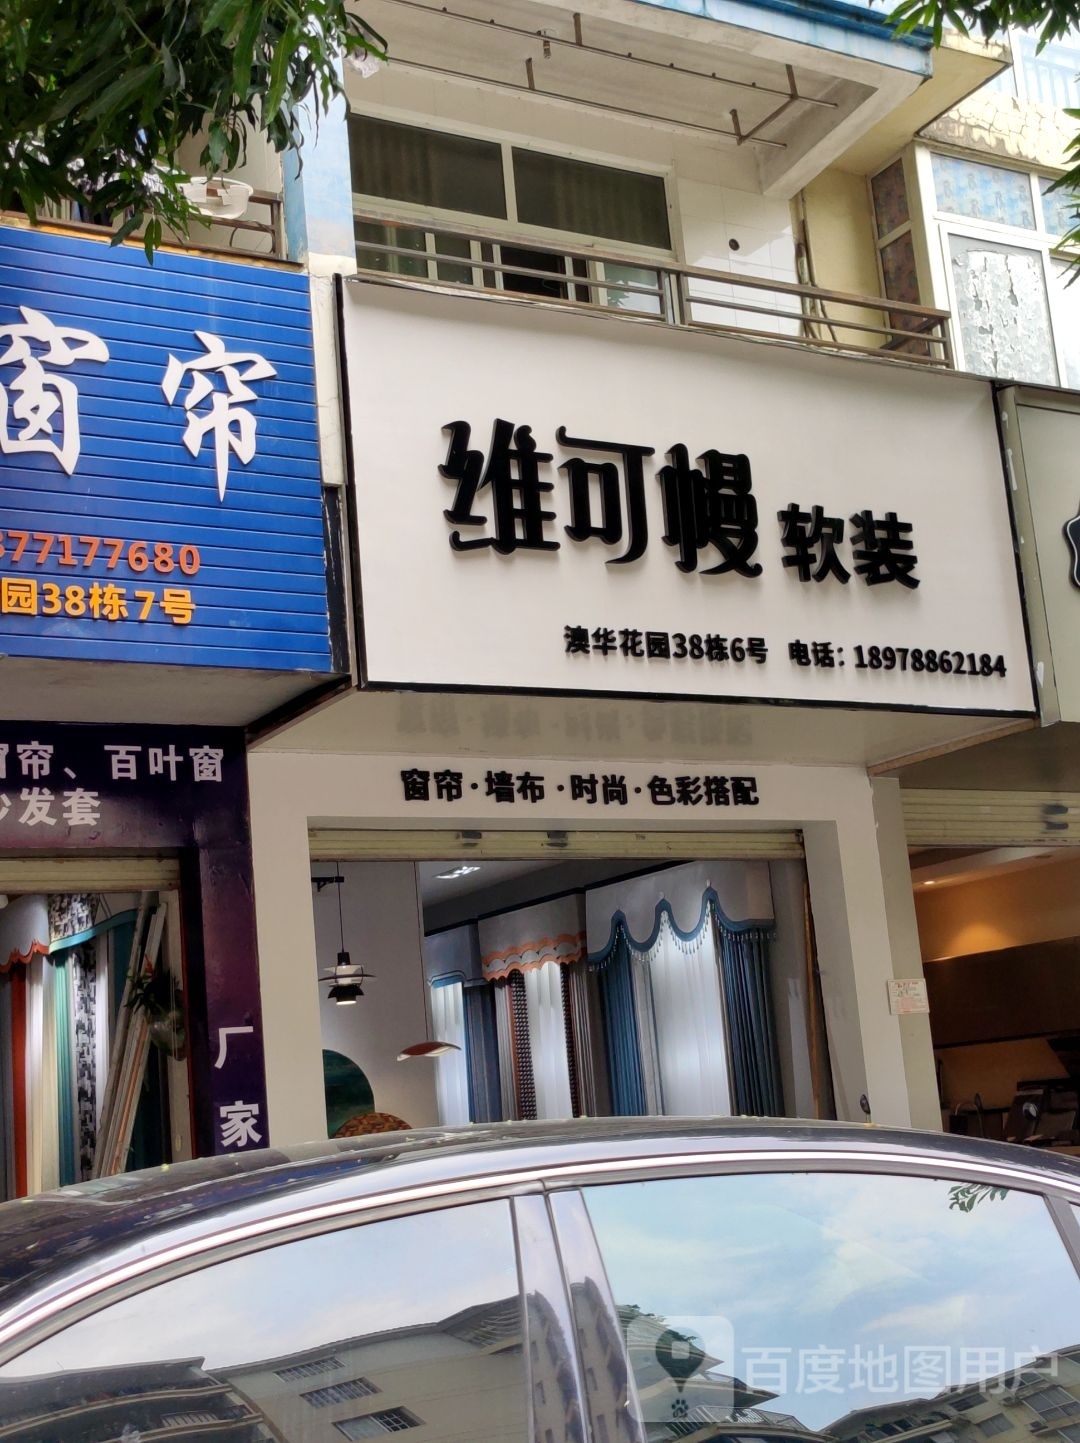 窗帘
877177680
园38栋7号
窗帘、百叶窗
沙发套
厂家
维可幔 软装
澳华花园38栋6号 电话：18978862184
窗帘·墙布·时尚·色彩搭配
百度地图用户